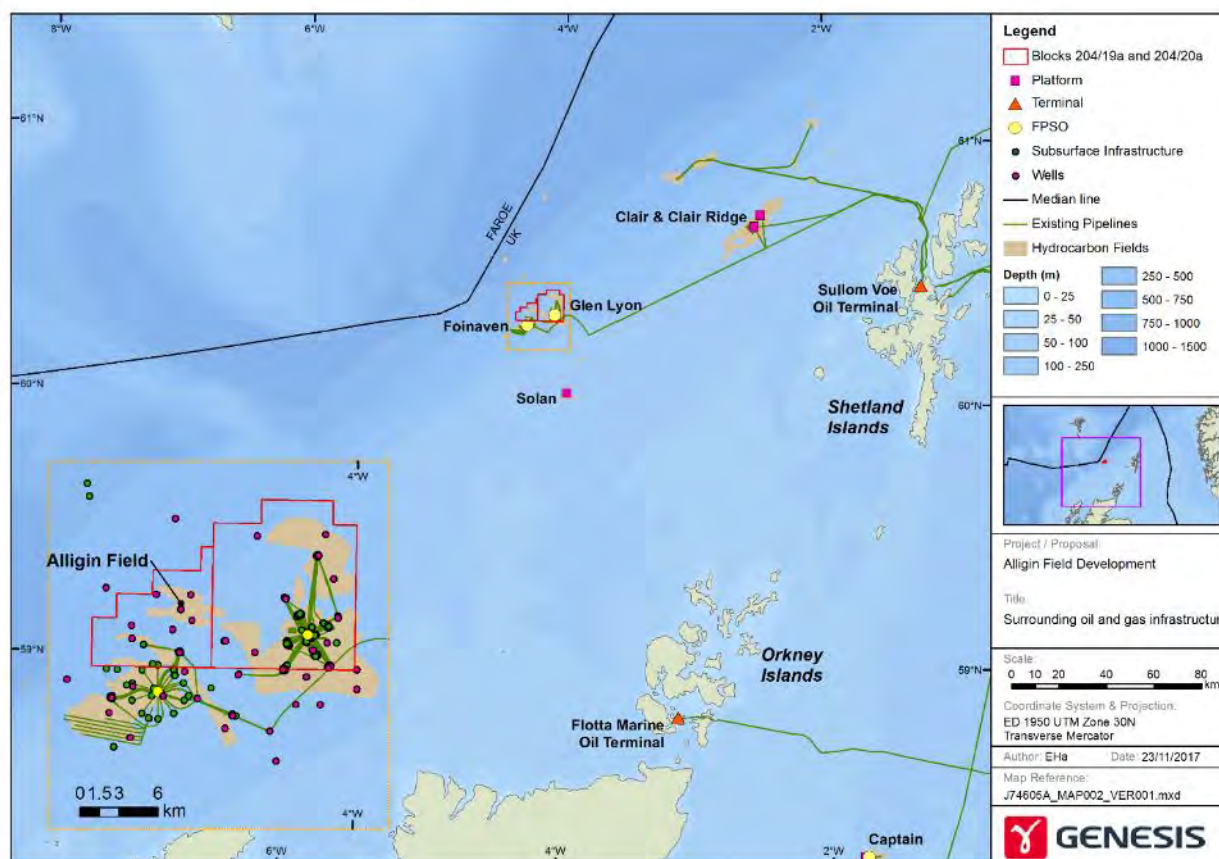 8°W
6°W
4°W
2°W
61°N
61°N
FAROE
UK
Clair & Clair Ridge
Sullom Voe
Oil Terminal
Glen Lyon
Foinaven
60°N
60°N
Solan
Shetland
Islands
4°W
Alligin Field
59°N
59°N
Orkney
Islands
Flotta Marine
Oil Terminal
0 1.5 3 6
km
4°W
Captain
6°W
4°W
2°W
Legend
Blocks 204/19a and 204/20a
Platform
Terminal
FPSO
Subsurface Infrastructure
Wells
Median line
Existing Pipelines
Hydrocarbon Fields
Depth (m)
0 - 25
25 - 50
50 - 100
100 - 250
250 - 500
500 - 750
750 - 1000
1000 - 1500
Project / Proposal:
Alligin Field Development
Title:
Surrounding oil and gas infrastructur
Scale:
0 10 20 40 60 80
km
Coordinate System & Projection:
ED 1950 UTM Zone 30N
Transverse Mercator
Author: EHa Date: 23/11/2017
Map Reference:
J74605A_MAP002_VER001.mxd
GENESIS